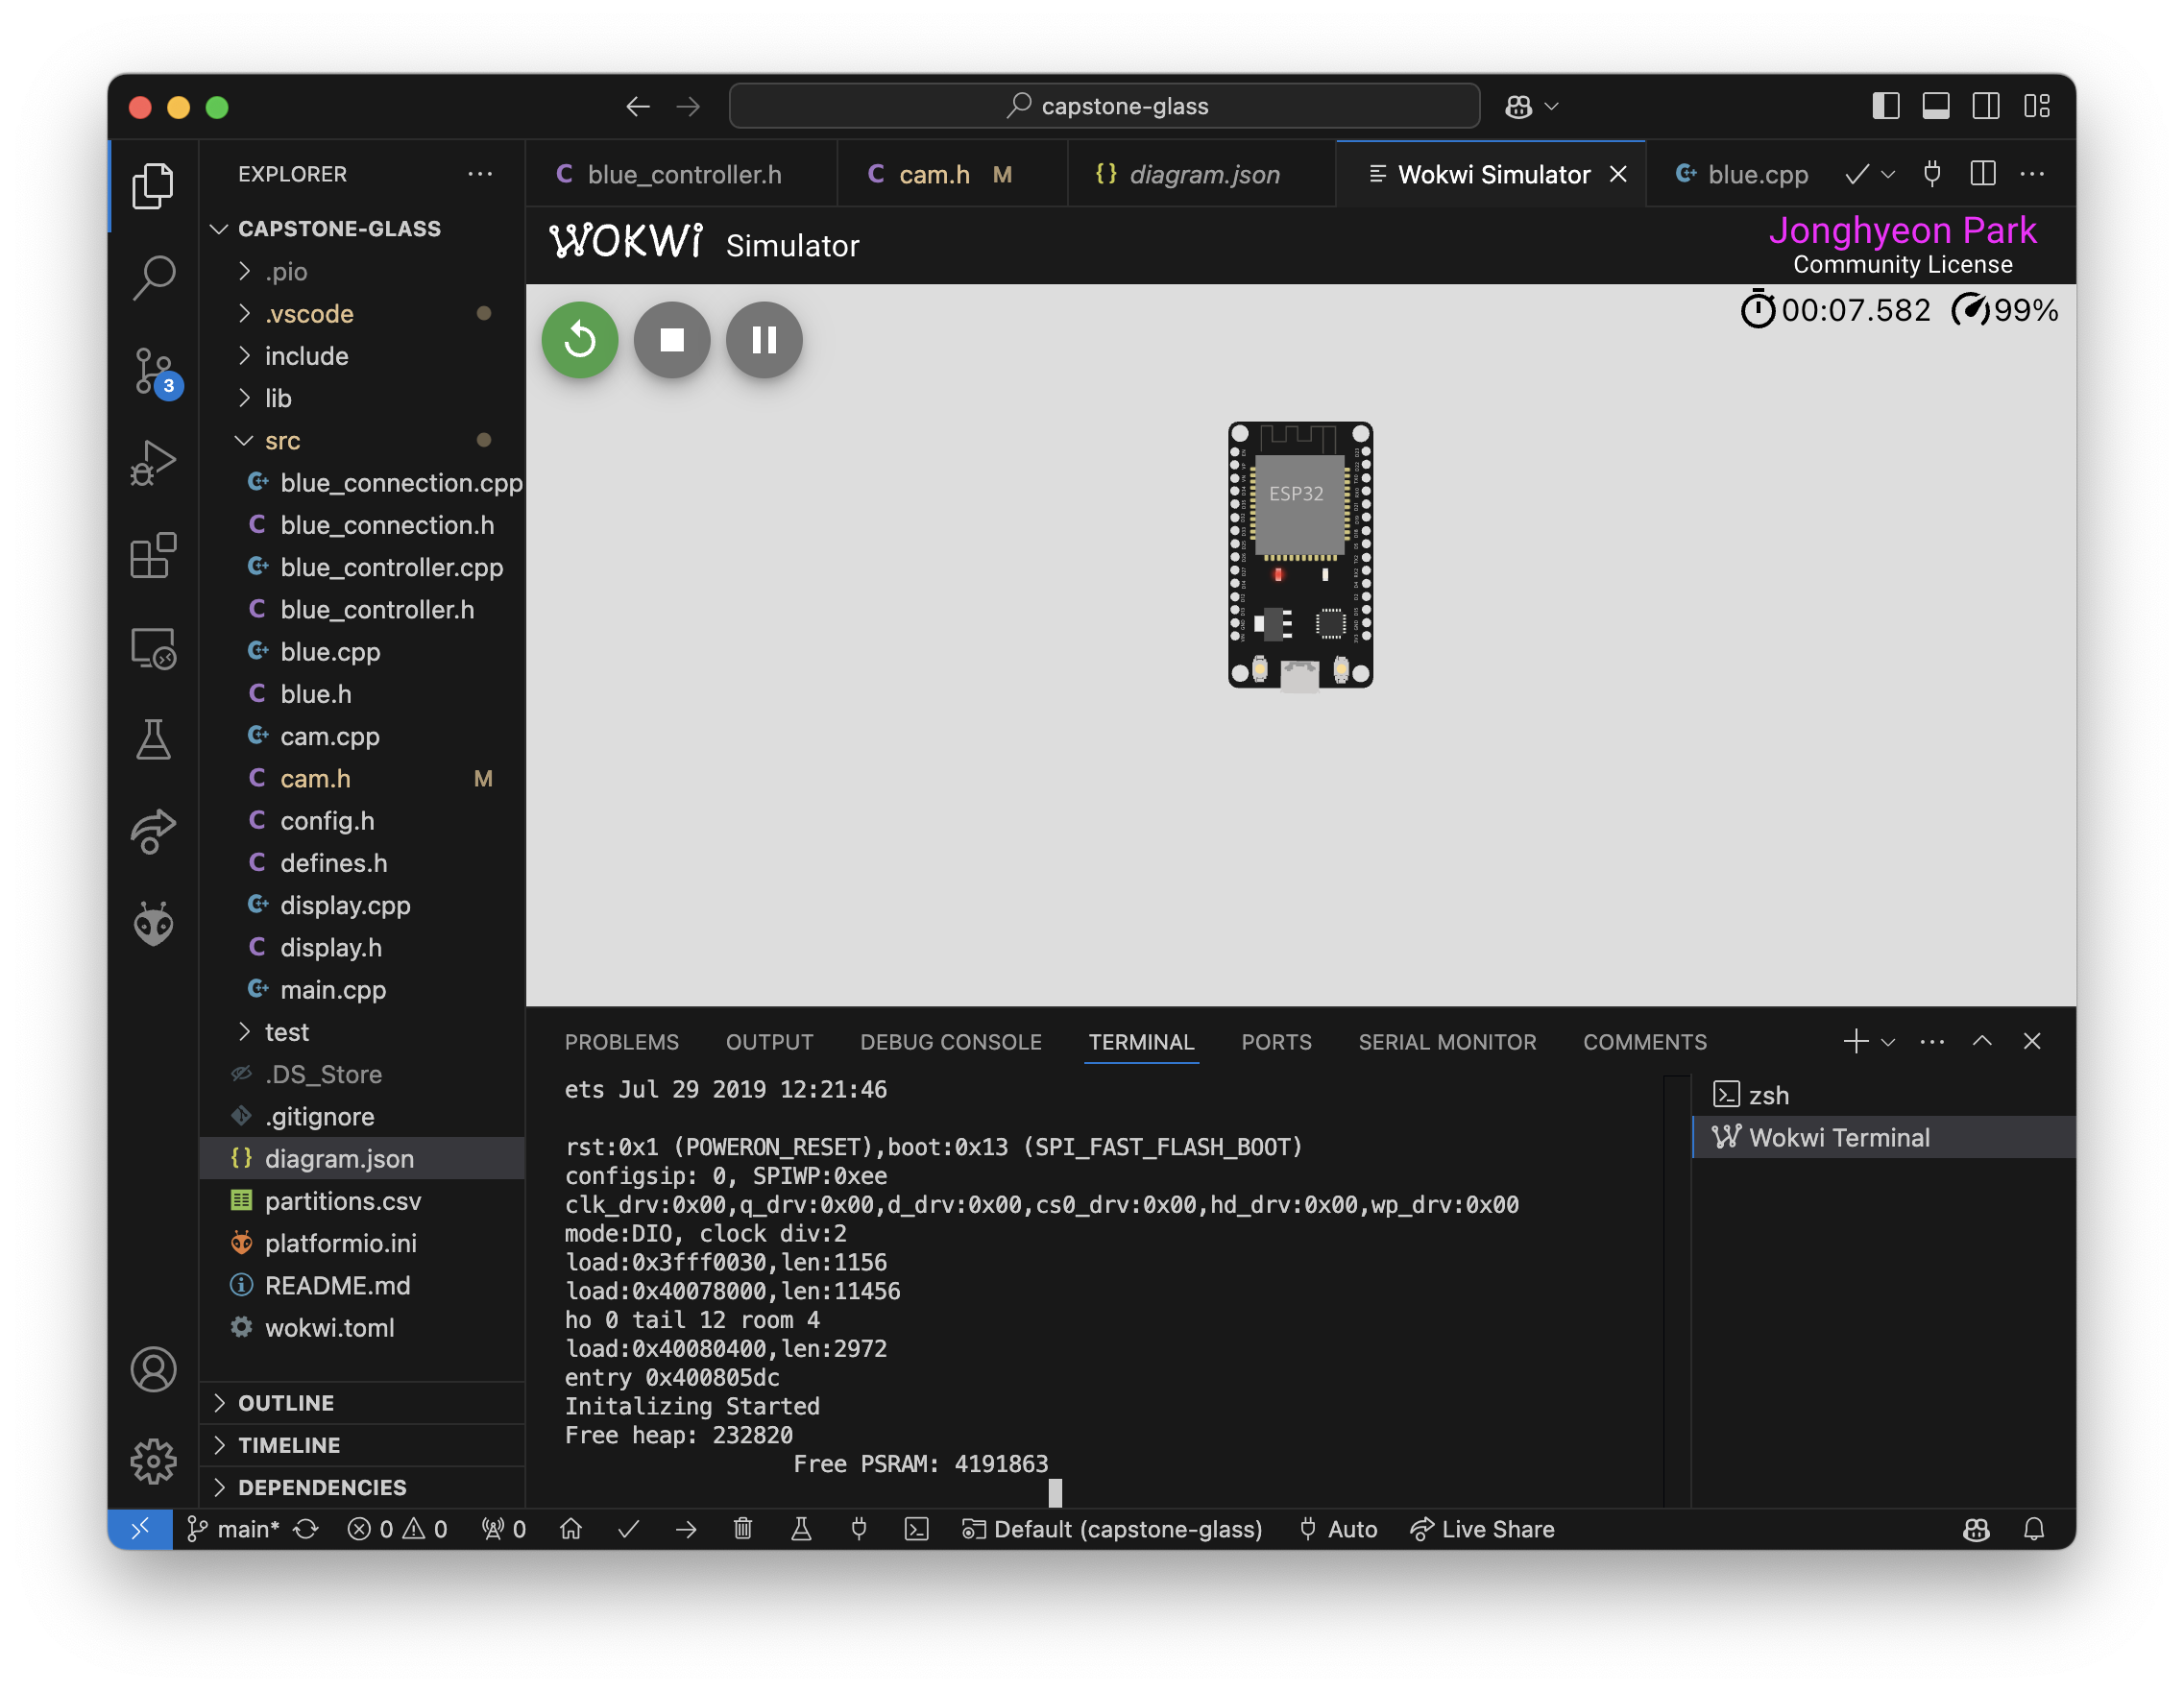 capstone-glass
EXPLORER
blue_controller.h
cam.h M
diagram.json
Wokwi Simulator
blue.cpp
3
CAPSTONE-GLASS
.pio
.vscode
include
lib
src
blue_connection.cpp
blue_connection.h
blue_controller.cpp
blue_controller.h
blue.cpp
blue.h
cam.cpp
cam.h M
config.h
defines.h
display.cpp
display.h
main.cpp
test
.DS_Store
.gitignore
diagram.json
partitions.csv
platformio.ini
README.md
wokwi.toml
OUTLINE
TIMELINE
DEPENDENCIES
WOKWi Simulator
Jonghyeon Park
Community License
00:07.582 99%
ESP32
PROBLEMS OUTPUT DEBUG CONSOLE TERMINAL PORTS SERIAL MONITOR COMMENTS
ets Jul 29 2019 12:21:46
rst:0x1 (POWERON_RESET),boot:0x13 (SPI_FAST_FLASH_BOOT)
configsip: 0, SPIWP:0xee
clk_drv:0x00,q_drv:0x00,d_drv:0x00,cs0_drv:0x00,hd_drv:0x00,wp_drv:0x00
mode:DIO, clock div:2
load:0x3fff0030,len:1156
load:0x40078000,len:11456
ho 0 tail 12 room 4
load:0x40080400,len:2972
entry 0x400805dc
Initalizing Started
Free heap: 232820
Free PSRAM: 4191863
zsh
Wokwi Terminal
main* 0 0 0 Default (capstone-glass) Auto Live Share